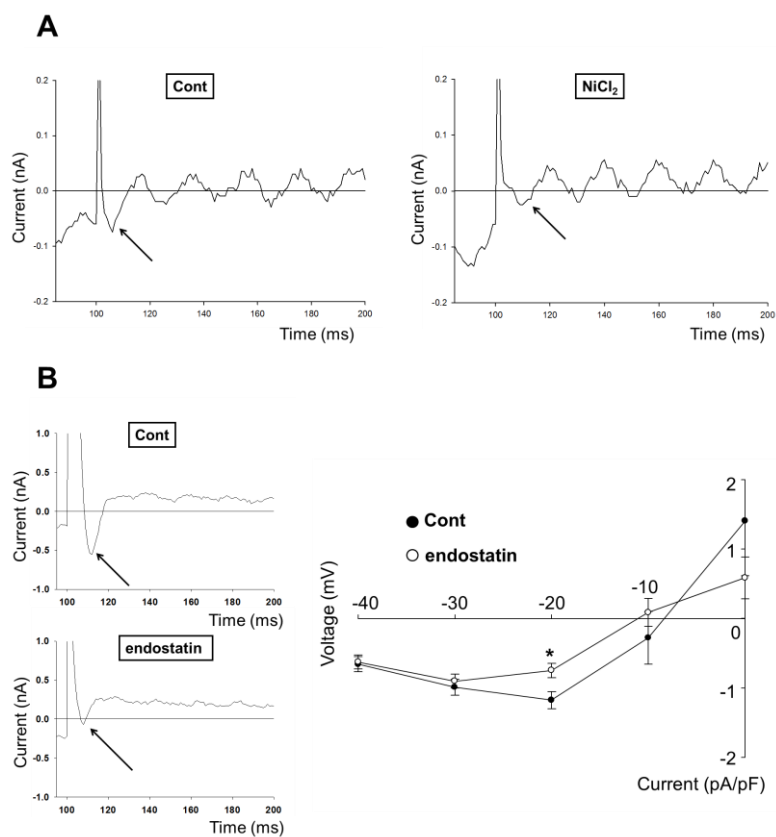 A
Cont
NiCl₂
Current (nA)
0.2
0.1
0.0
-0.1
-0.2
100 120 140 160 180 200
Time (ms)
Current (nA)
0.2
0.1
0.0
-0.1
-0.2
100 120 140 160 180 200
Time (ms)
B
Cont
Current (nA)
1.0
0.5
0.0
-0.5
-1.0
100 120 140 160 180 200
Time (ms)
endostatin
Current (nA)
1.0
0.5
0.0
-0.5
-1.0
100 120 140 160 180 200
Time (ms)
Cont
endostatin
Voltage (mV)
-40 -30 -20 -10 0
*
2
1
-1
-2
Current (pA/pF)